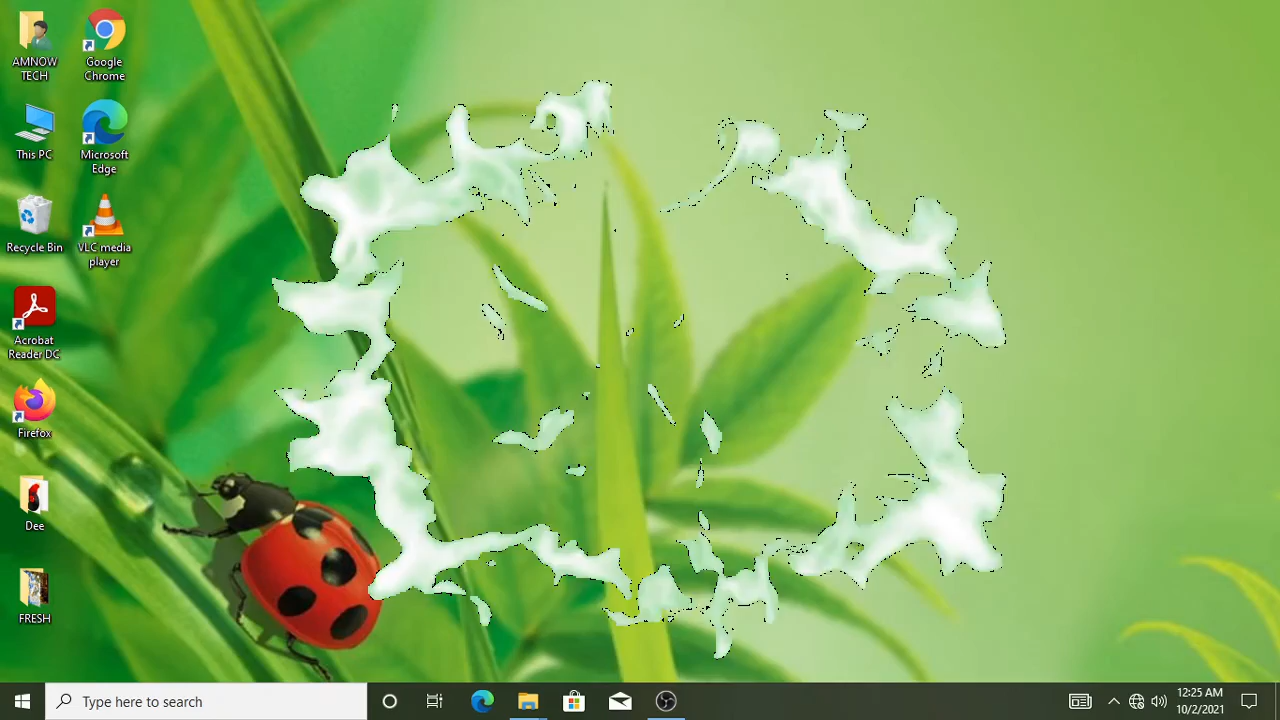 AMNOW
TECH
Google
Chrome
This PC
Microsoft
Edge
Recycle Bin
VLC media
player
Acrobat
Reader DC
Firefox
Dee
FRESH
Type here to search
12:25 AM
10/2/2021